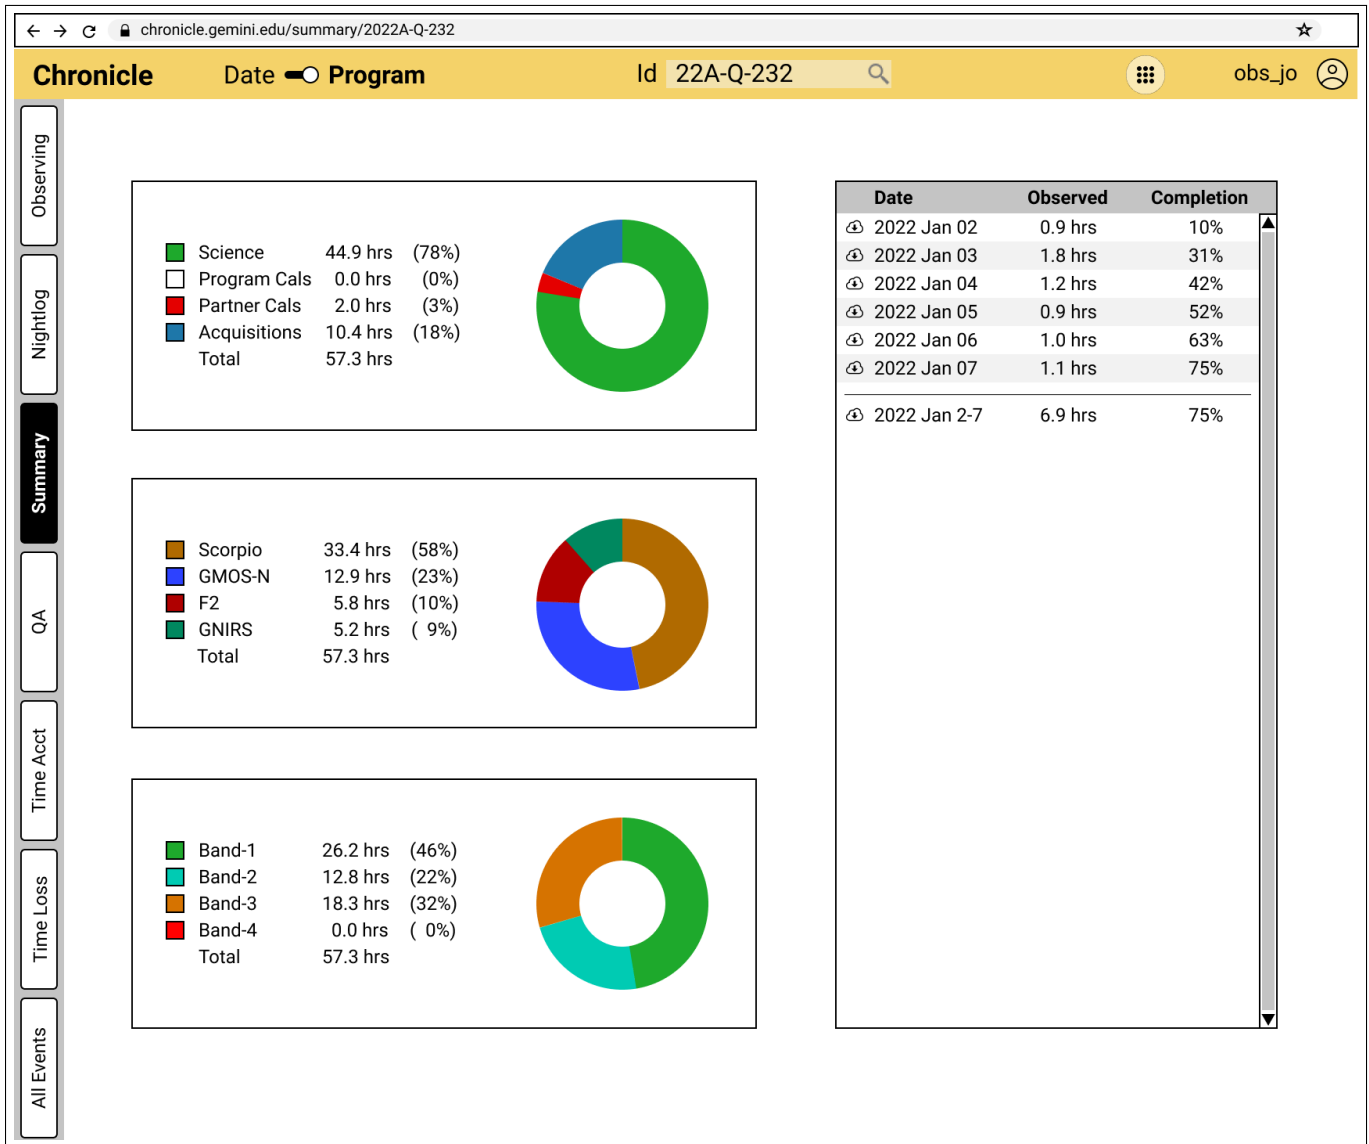 chronicle.gemini.edu/summary/2022A-Q-232
Chronicle Date Program Id 22A-Q-232 obs_jo
Observing
Nightlog
Summary
QA
Time Acct
Time Loss
All Events
Science 44.9 hrs (78%)
Program Cals 0.0 hrs (0%)
Partner Cals 2.0 hrs (3%)
Acquisitions 10.4 hrs (18%)
Total 57.3 hrs
Scorpio 33.4 hrs (58%)
GMOS-N 12.9 hrs (23%)
F2 5.8 hrs (10%)
GNIRS 5.2 hrs ( 9%)
Total 57.3 hrs
Band-1 26.2 hrs (46%)
Band-2 12.8 hrs (22%)
Band-3 18.3 hrs (32%)
Band-4 0.0 hrs ( 0%)
Total 57.3 hrs
Date Observed Completion
2022 Jan 02 0.9 hrs 10%
2022 Jan 03 1.8 hrs 31%
2022 Jan 04 1.2 hrs 42%
2022 Jan 05 0.9 hrs 52%
2022 Jan 06 1.0 hrs 63%
2022 Jan 07 1.1 hrs 75%
2022 Jan 2-7 6.9 hrs 75%